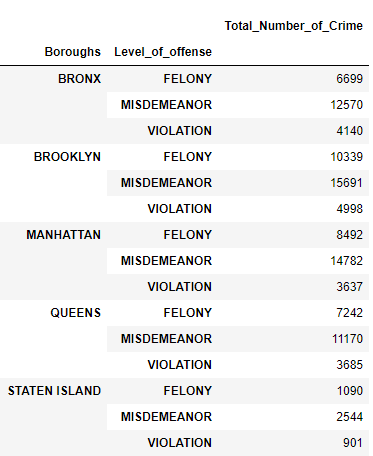 Total_Number_of_Crime
Boroughs Level_of_offense
BRONX FELONY 6699
MISDEMEANOR 12570
VIOLATION 4140
BROOKLYN FELONY 10339
MISDEMEANOR 15691
VIOLATION 4998
MANHATTAN FELONY 8492
MISDEMEANOR 14782
VIOLATION 3637
QUEENS FELONY 7242
MISDEMEANOR 11170
VIOLATION 3685
STATEN ISLAND FELONY 1090
MISDEMEANOR 2544
VIOLATION 901